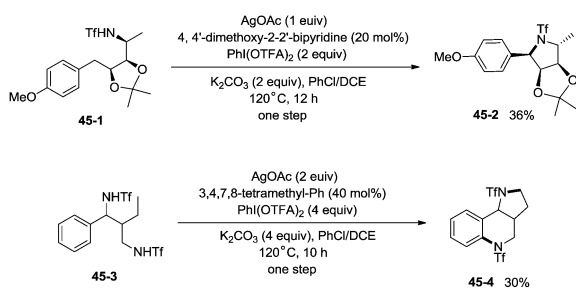 AgOAc (1 euiv)
4, 4'-dimethoxy-2-2'-bipyridine (20 mol%)
PhI(OTFA)₂ (2 equiv)
K₂CO₃ (2 equiv), PhCl/DCE
120°C, 12 h
one step
TfHN
O
O
MeO
45-1
Tf
N
MeO
O
O
45-2 36%
AgOAc (2 euiv)
3,4,7,8-tetramethyl-Ph (40 mol%)
PhI(OTFA)₂ (4 equiv)
K₂CO₃ (4 equiv), PhCl/DCE
120°C, 10 h
one step
NHTf
NHTf
45-3
TfN
N
Tf
45-4 30%